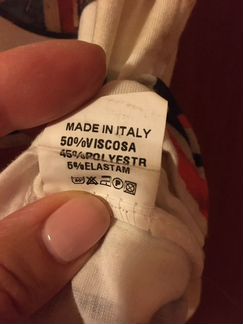 MADE IN ITALY
50%VISCOSA
45%POLYESTR
5%ELASTAM